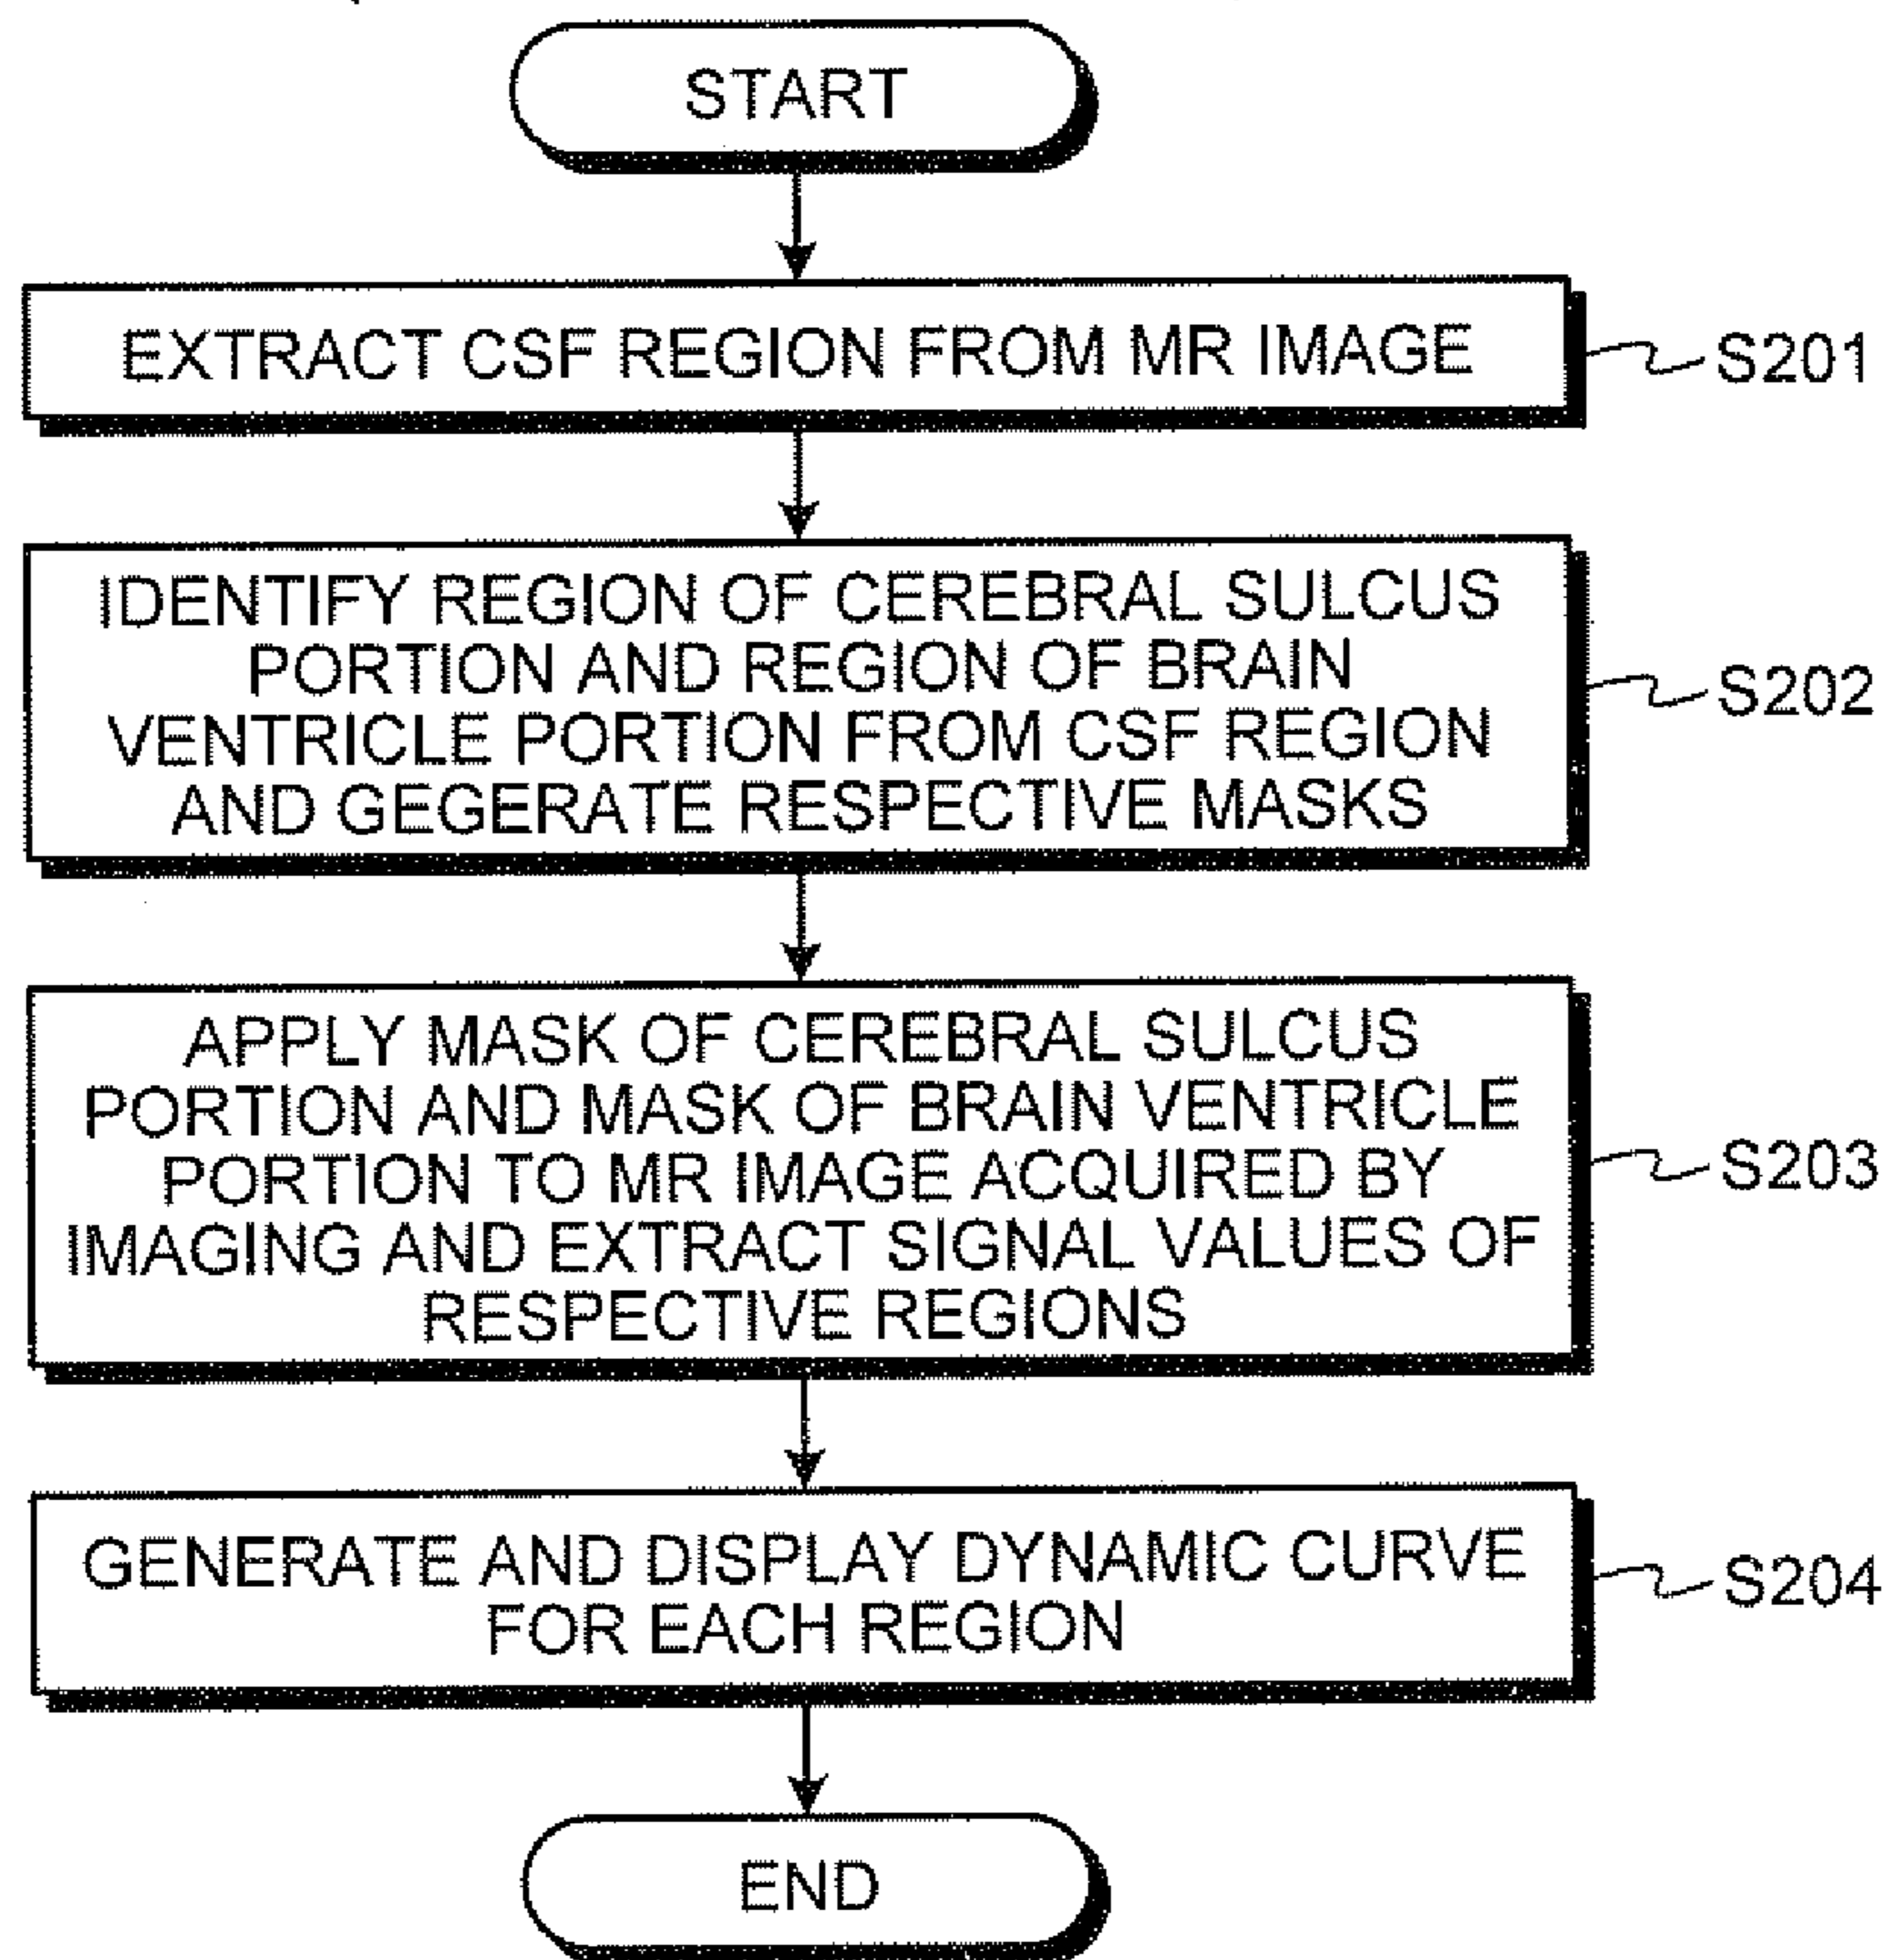 START
EXTRACT CSF REGION FROM MR IMAGE
S201
IDENTIFY REGION OF CEREBRAL SULCUS
PORTION AND REGION OF BRAIN
VENTRICLE PORTION FROM CSF REGION
AND GEGERATE RESPECTIVE MASKS
S202
APPLY MASK OF CEREBRAL SULCUS
PORTION AND MASK OF BRAIN VENTRICLE
PORTION TO MR IMAGE ACQUIRED BY
IMAGING AND EXTRACT SIGNAL VALUES OF
RESPECTIVE REGIONS
S203
GENERATE AND DISPLAY DYNAMIC CURVE
FOR EACH REGION
S204
END